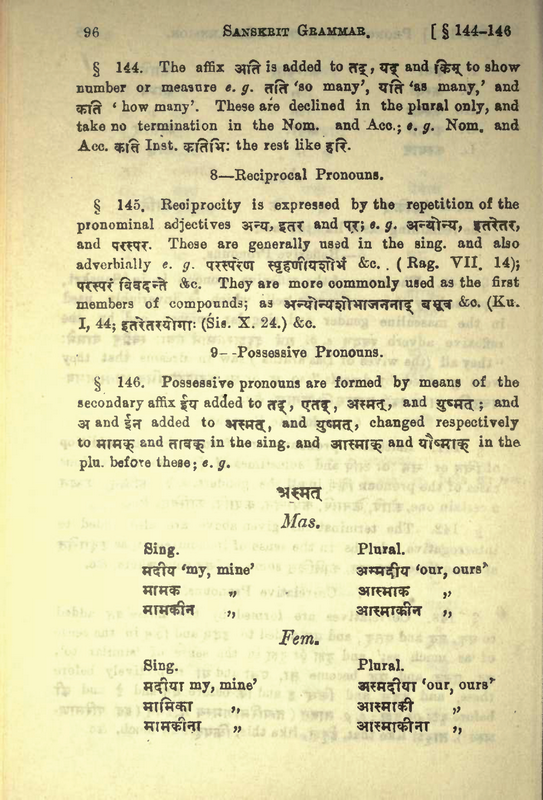 96 SANSKRIT GRAMMAR. [ § 144–146
§ 144. The affix अति is added to तद्, यद् and किम् to show
number or measure e. g. तति ‘so many’, यति ‘as many,’ and
कति ‘ how many’. These are declined in the plural only, and
take no termination in the Nom. and Acc.; e. g. Nom. and
Acc. कति Inst. कतिभिः the rest like हरि.
8—Reciprocal Pronouns.
§ 145. Reciprocity is expressed by the repetition of the
pronominal adjectives अन्य, इतर and पर; e. g. अन्योन्य, इतरेतर,
and परस्पर. These are generally used in the sing. and also
adverbially e. g. परस्परेण स्पृहणीयशोभं &c. . ( Rag. VII. 14);
परस्परं विवदन्ते &c. They are more commonly used as the first
members of compounds; as अन्योन्यशोभाजननाद् बभूव &c. (Ku.
I, 44; इतरेतरयोगाः (Sis. X. 24.) &c.
9- -Possessive Pronouns.
§ 146. Possessive pronouns are formed by means of the
secondary affix ईय added to तद्, एतद्, अस्मत्, and युष्मत् ; and
अ and ईन added to अस्मत्, and युष्मत्, changed respectively
to मामक् and तावक् in the sing. and आस्माक् and यौष्माक् in the
plu. before these; e. g.
अस्मत्
Mas.
Sing. Plural.
मदीय ‘my, mine’ अस्मदीय ‘our, ours’
मामक „ आस्माक „
मामकीन „ आस्माकीन „
Fem.
Sing. Plural.
मदीया my, mine’ अस्मदीया ‘our, ours’
मामिका „ आस्माकी „
मामकीना „ आस्माकीना „